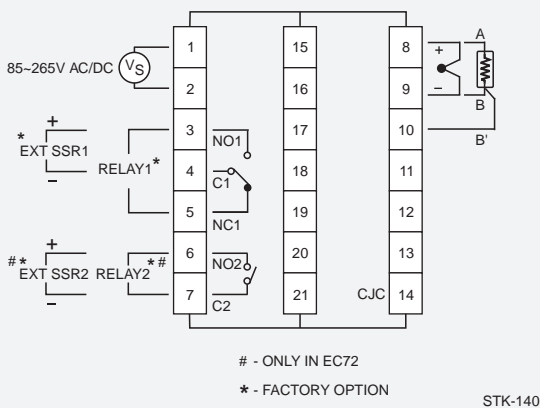 85~265V AC/DC
VS
1
2
3
4
5
6
7
15
16
17
18
19
20
21
8
9
10
11
12
13
CJC 14
+
−
A
B
B'
+
* EXT SSR1
−
RELAY1*
NO1
C1
NC1
+
#* EXT SSR2
−
RELAY2 *#
NO2
C2
# - ONLY IN EC72
* - FACTORY OPTION
STK-140